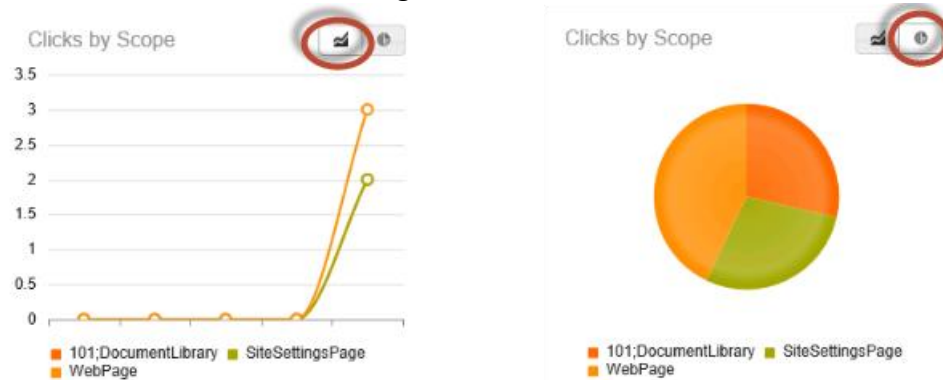 Clicks by Scope
3.5
3
2.5
2
1.5
1
0.5
0
101;DocumentLibrary SiteSettingsPage
WebPage
Clicks by Scope
101;DocumentLibrary SiteSettingsPage
WebPage